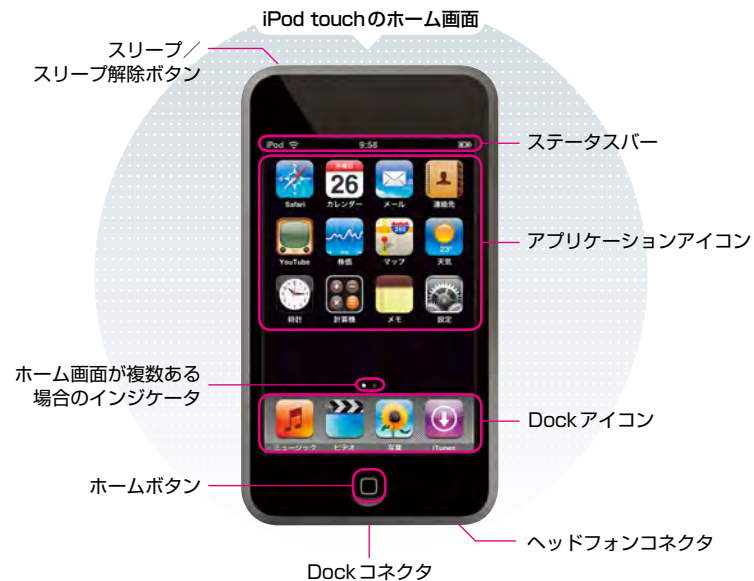 iPod touchのホーム画面
スリープ／
スリープ解除ボタン
iPod 9:58
ステータスバー
26
Safari カレンダー メール 連絡先
アプリケーションアイコン
280
23°
YouTube 株価 マップ 天気
時計 計算機 メモ 設定
ホーム画面が複数ある
場合のインジケータ
Dockアイコン
ミュージック ビデオ 写真 iTunes
ホームボタン
ヘッドフォンコネクタ
Dockコネクタ